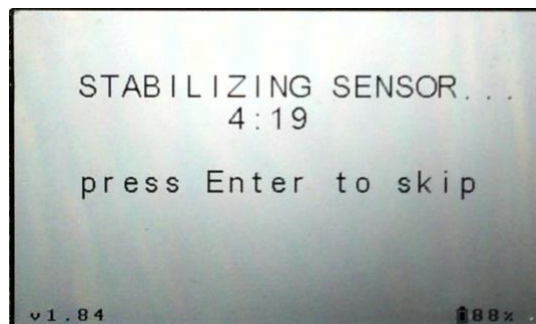 STABILIZING SENSOR...
4:19
press Enter to skip
v1.84
88%